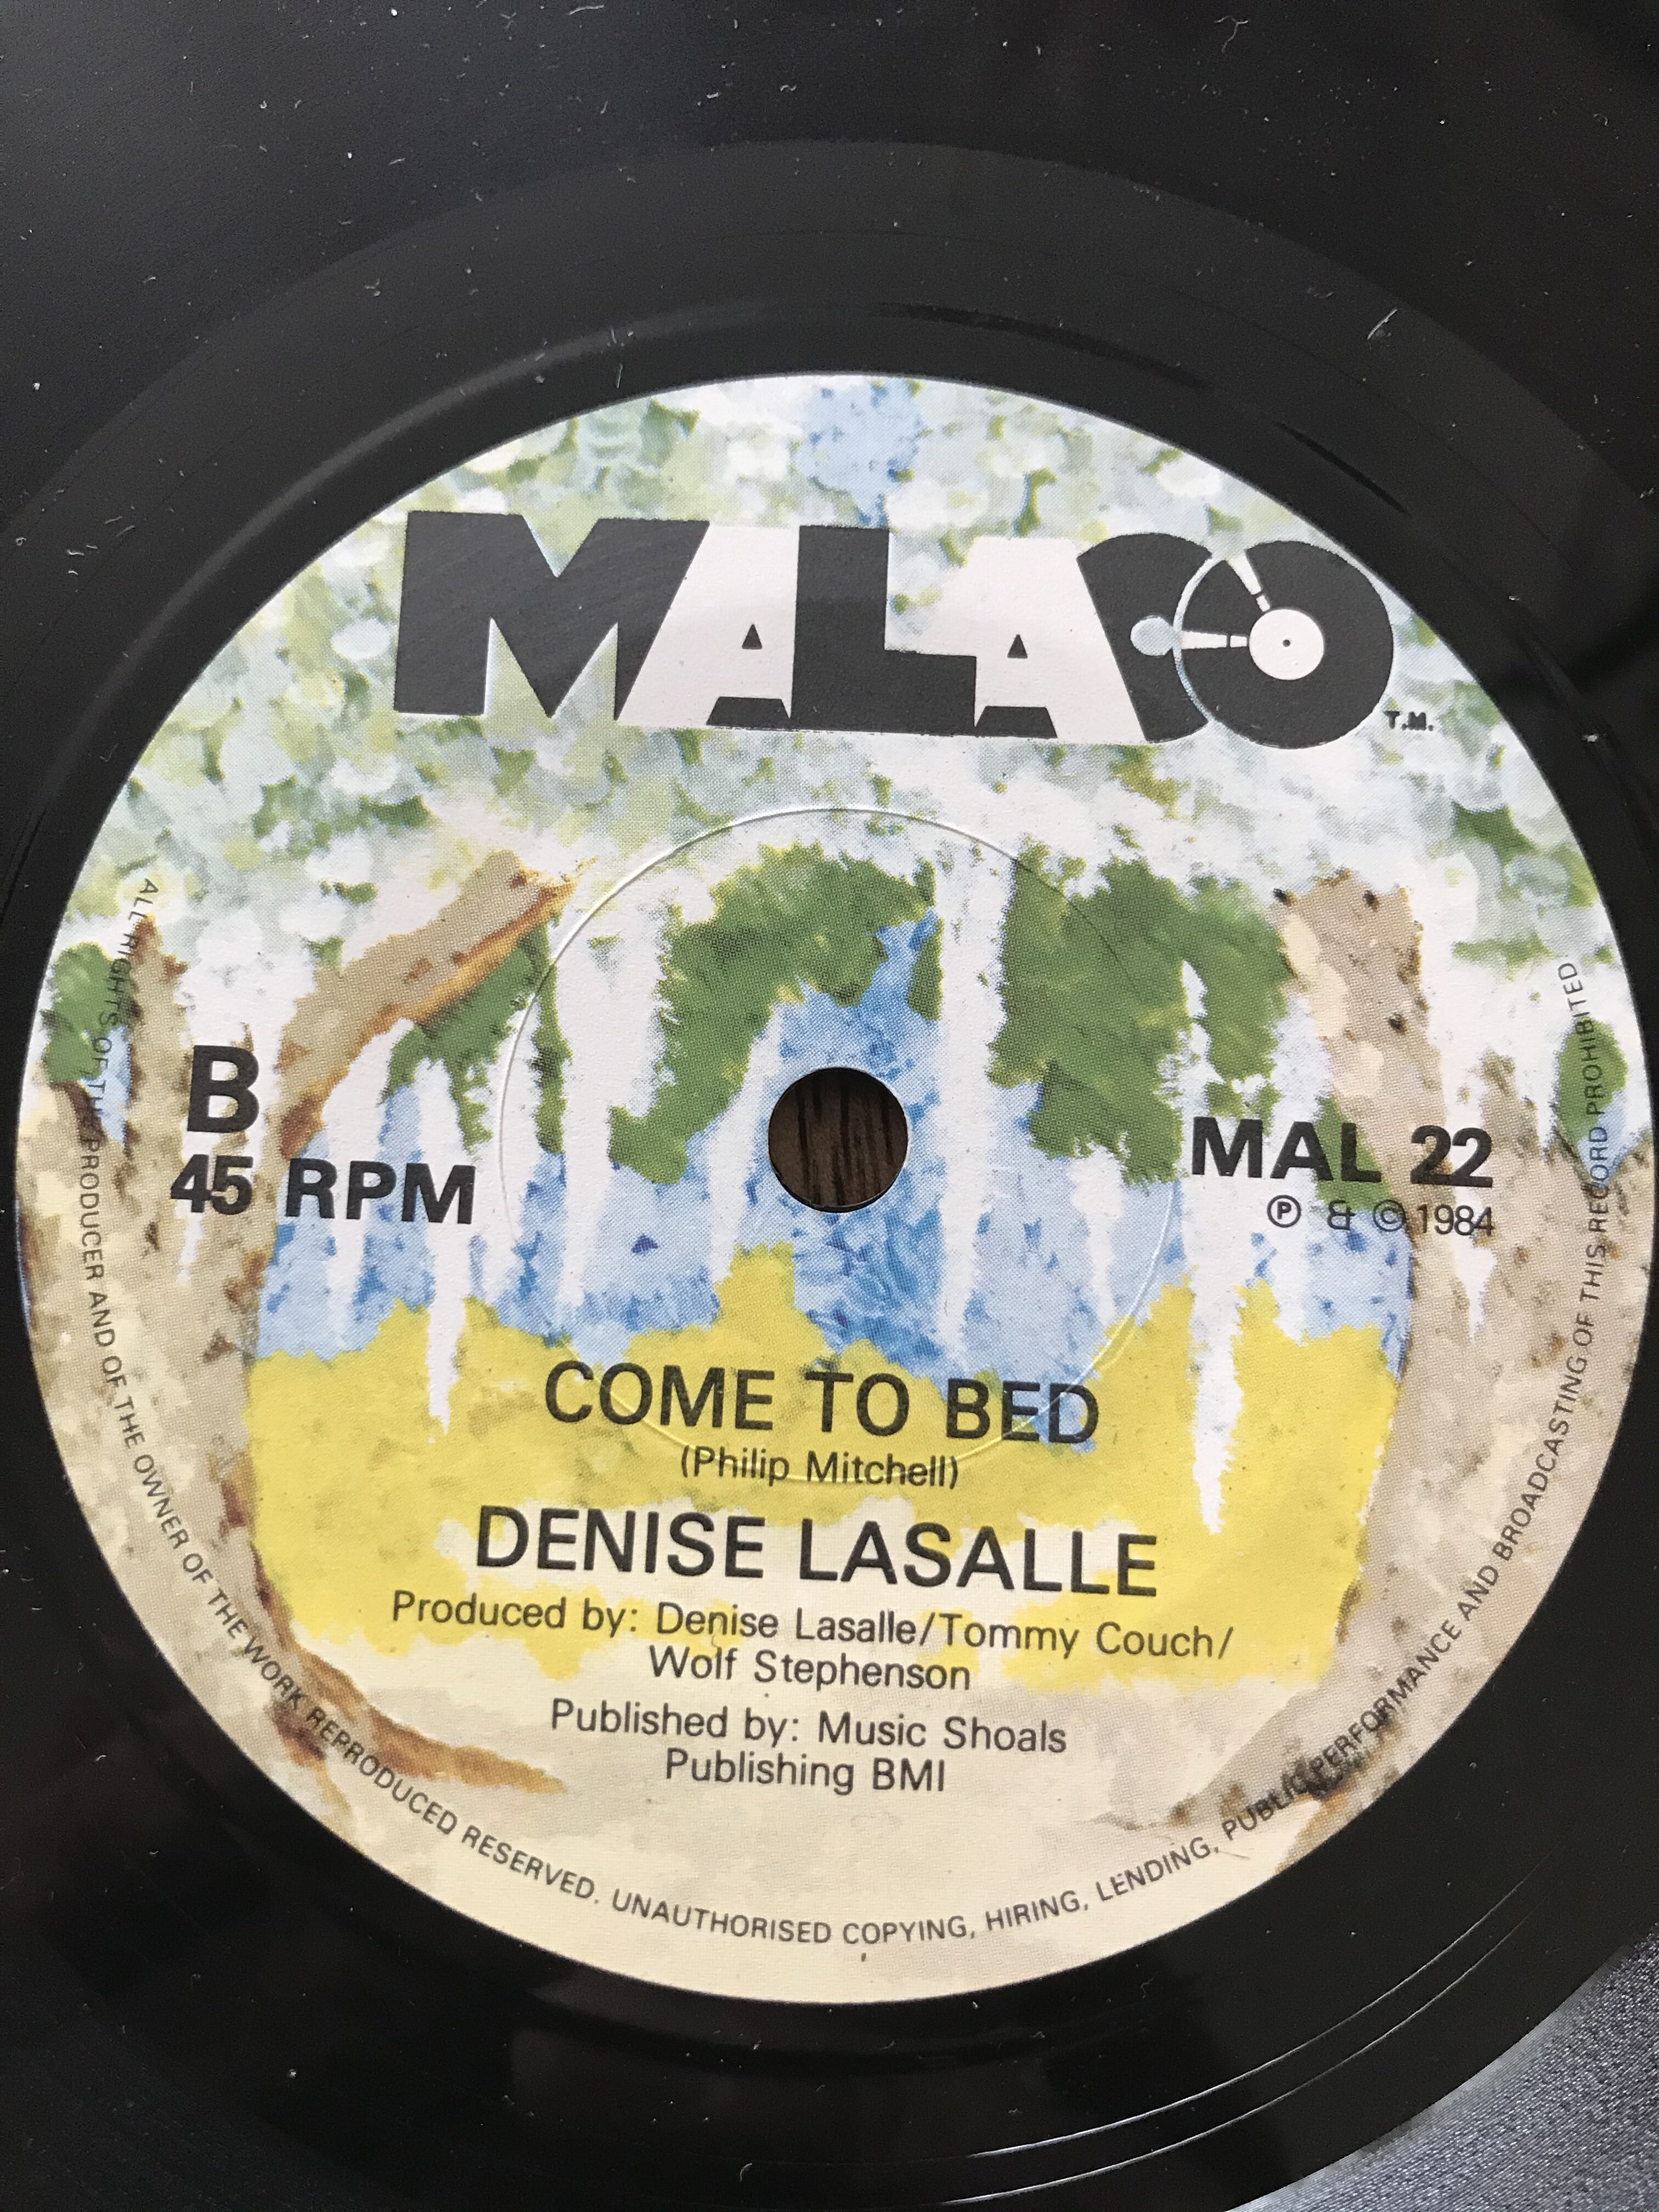 MALACO T.M.
B
45 RPM
MAL 22
Ⓟ & © 1984
COME TO BED
(Philip Mitchell)
DENISE LASALLE
Produced by: Denise Lasalle/Tommy Couch/
Wolf Stephenson
Published by: Music Shoals
Publishing BMI
ALL RIGHTS OF THE PRODUCER AND OF THE OWNER OF THE WORK REPRODUCED RESERVED. UNAUTHORISED COPYING, HIRING, LENDING, PUBLIC PERFORMANCE AND BROADCASTING OF THIS RECORD PROHIBITED